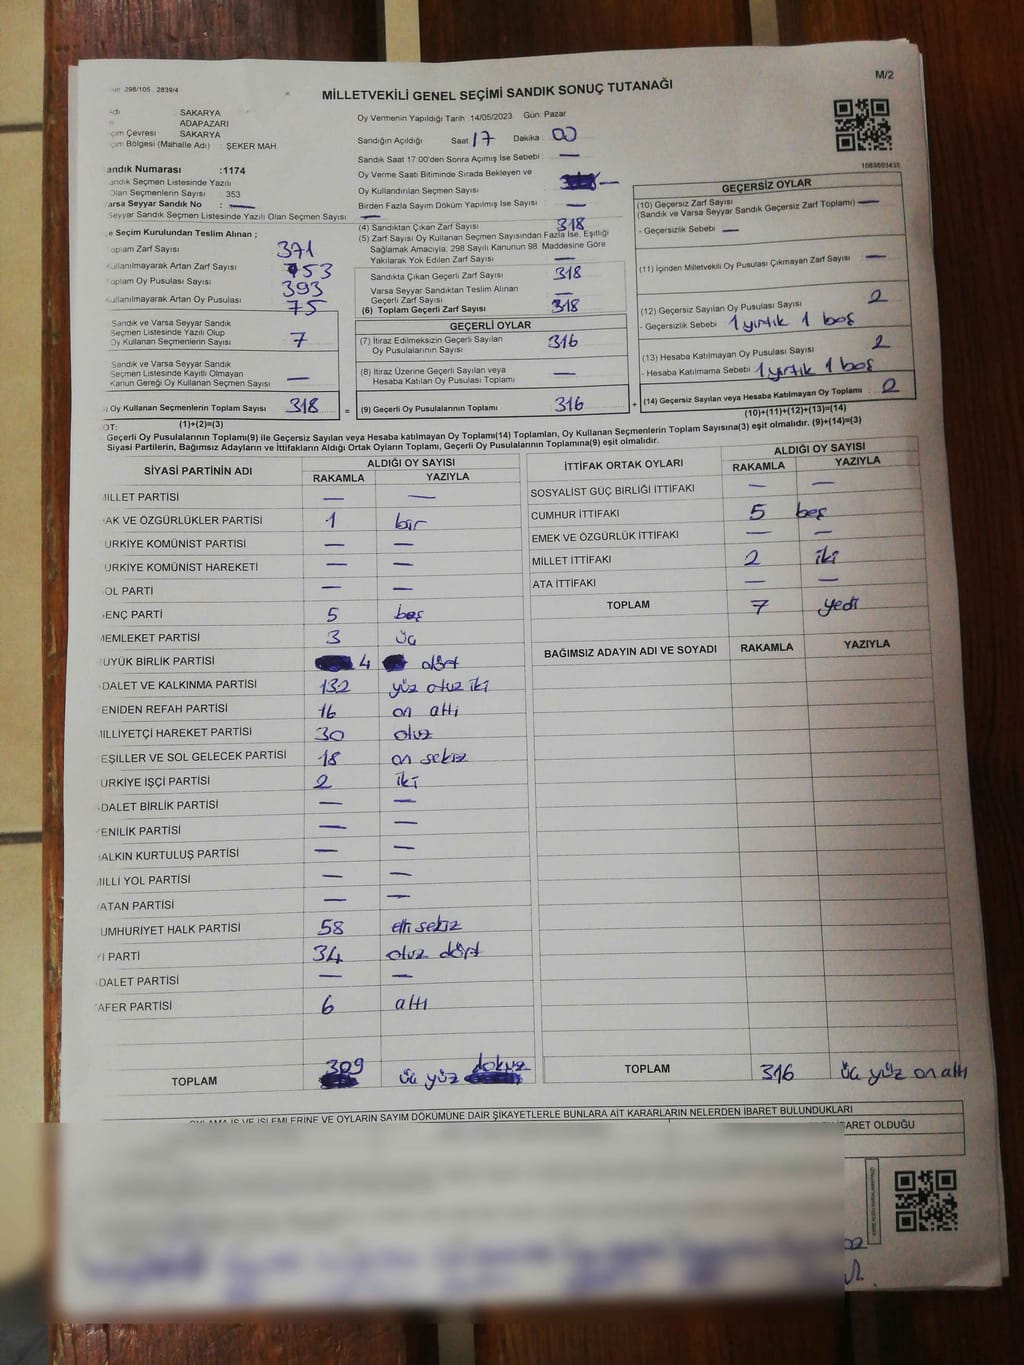 298/105 , 2839/4
M/2
MİLLETVEKİLİ GENEL SEÇİMİ SANDIK SONUÇ TUTANAĞI
SAKARYA
ADAPAZARI
Çevresi SAKARYA
Bölgesi (Mahalle Adı) : ŞEKER MAH.
Oy Vermenin Yapıldığı Tarih 14/05/2023 Gün: Pazar
Sandığın Açıldığı Saat 17 Dakika : 00
Sandık Saat 17:00'den Sonra Açımış İse Sebebi : —
Oy Verme Saati Bitiminde Sırada Bekleyen ve
Oy Kullandırılan Seçmen Sayısı —
Birden Fazla Sayım Döküm Yapılmış İse Sayısı —
1683603435
Numarası :1174
Seçmen Listesinde Yazılı
Olan Seçmenlerin Sayısı : 353
Varsa Seyyar Sandık No : —
Seyyar Sandık Seçmen Listesinde Yazılı Olan Seçmen Sayısı : —
Seçim Kurulundan Teslim Alınan ;
Toplam Zarf Sayısı 371
Kullanılmayarak Artan Zarf Sayısı 53
Oy Pusulası Sayısı 393
Kullanılmayarak Artan Oy Pusulası 75
Sandık ve Varsa Seyyar Sandık
Seçmen Listesinde Yazılı Olup
Oy Kullanan Seçmenlerin Sayısı 7
Sandık ve Varsa Seyyar Sandık
Seçmen Listesinde Kayıtlı Olmayan
Kanun Gereği Oy Kullanan Seçmen Sayısı —
Oy Kullanan Seçmenlerin Toplam Sayısı 318 =
(1)+(2)=(3)
(4) Sandıktan Çıkan Zarf Sayısı 318
(5) Zarf Sayısı Oy Kullanan Seçmen Sayısından Fazla İse, Eşitliği
Sağlamak Amacıyla, 298 Sayılı Kanunun 98. Maddesine Göre
Yakılarak Yok Edilen Zarf Sayısı —
Sandıkta Çıkan Geçerli Zarf Sayısı 318
Varsa Seyyar Sandıktan Teslim Alınan
Geçerli Zarf Sayısı —
(6) Toplam Geçerli Zarf Sayısı 318
GEÇERLİ OYLAR
(7) İtiraz Edilmeksizin Geçerli Sayılan
Oy Pusulalarının Sayısı 316
(8) İtiraz Üzerine Geçerli Sayılan veya
Hesaba Katılan Oy Pusulası Toplamı —
(9) Geçerli Oy Pusulalarının Toplamı 316 +
GEÇERSİZ OYLAR
(10) Geçersiz Zarf Sayısı
(Sandık ve Varsa Seyyar Sandık Geçersiz Zarf Toplamı) —
- Geçersizlik Sebebi —
(11) İçinden Milletvekili Oy Pusulası Çıkmayan Zarf Sayısı —
(12) Geçersiz Sayılan Oy Pusulası Sayısı 2
- Geçersizlik Sebebi 1 yırtık 1 boş
(13) Hesaba Katılmayan Oy Pusulası Sayısı 2
- Hesaba Katılmama Sebebi 1 yırtık 1 boş
(14) Geçersiz Sayılan veya Hesaba Katılmayan Oy Toplamı 2
(10)+(11)+(12)+(13)=(14)
Geçerli Oy Pusulalarının Toplamı(9) ile Geçersiz Sayılan veya Hesaba katılmayan Oy Toplamı(14) Toplamları, Oy Kullanan Seçmenlerin Toplam Sayısına(3) eşit olmalıdır. (9)+(14)=(3)
Siyasi Partilerin, Bağımsız Adayların ve İttifakların Aldığı Ortak Oyların Toplamı, Geçerli Oy Pusulalarının Toplamına(9) eşit olmalıdır.
SİYASİ PARTİNİN ADI ALDIĞI OY SAYISI
RAKAMLA YAZIYLA
MİLLET PARTİSİ — —
HAK VE ÖZGÜRLÜKLER PARTİSİ 1 bir
TÜRKİYE KOMÜNİST PARTİSİ — —
TÜRKİYE KOMÜNİST HAREKETİ — —
SOL PARTİ — —
GENÇ PARTİ 5 beş
MEMLEKET PARTİSİ 3 üç
BÜYÜK BİRLİK PARTİSİ 4 dört
ADALET VE KALKINMA PARTİSİ 132 yüz otuz iki
YENİDEN REFAH PARTİSİ 16 on altı
MİLLİYETÇİ HAREKET PARTİSİ 30 otuz
YEŞİLLER VE SOL GELECEK PARTİSİ 18 on sekiz
TÜRKİYE İŞÇİ PARTİSİ 2 iki
ADALET BİRLİK PARTİSİ — —
YENİLİK PARTİSİ — —
HALKIN KURTULUŞ PARTİSİ — —
MİLLİ YOL PARTİSİ — —
VATAN PARTİSİ — —
CUMHURİYET HALK PARTİSİ 58 elli sekiz
İYİ PARTİ 34 otuz dört
ADALET PARTİSİ — —
ZAFER PARTİSİ 6 altı
TOPLAM 309 üç yüz dokuz
İTTİFAK ORTAK OYLARI ALDIĞI OY SAYISI
RAKAMLA YAZIYLA
SOSYALİST GÜÇ BİRLİĞİ İTTİFAKI — —
CUMHUR İTTİFAKI 5 beş
EMEK VE ÖZGÜRLÜK İTTİFAKI — —
MİLLET İTTİFAKI 2 iki
ATA İTTİFAKI — —
TOPLAM 7 yedi
BAĞIMSIZ ADAYIN ADI VE SOYADI RAKAMLA YAZIYLA
TOPLAM 316 üç yüz on altı
OYLAMA İŞ VE İŞLEMLERİNE VE OYLARIN SAYIM DÖKÜMÜNE DAİR ŞİKAYETLERLE BUNLARA AİT KARARLARIN NELERDEN İBARET BULUNDUKLARI
İBARET OLDUĞU